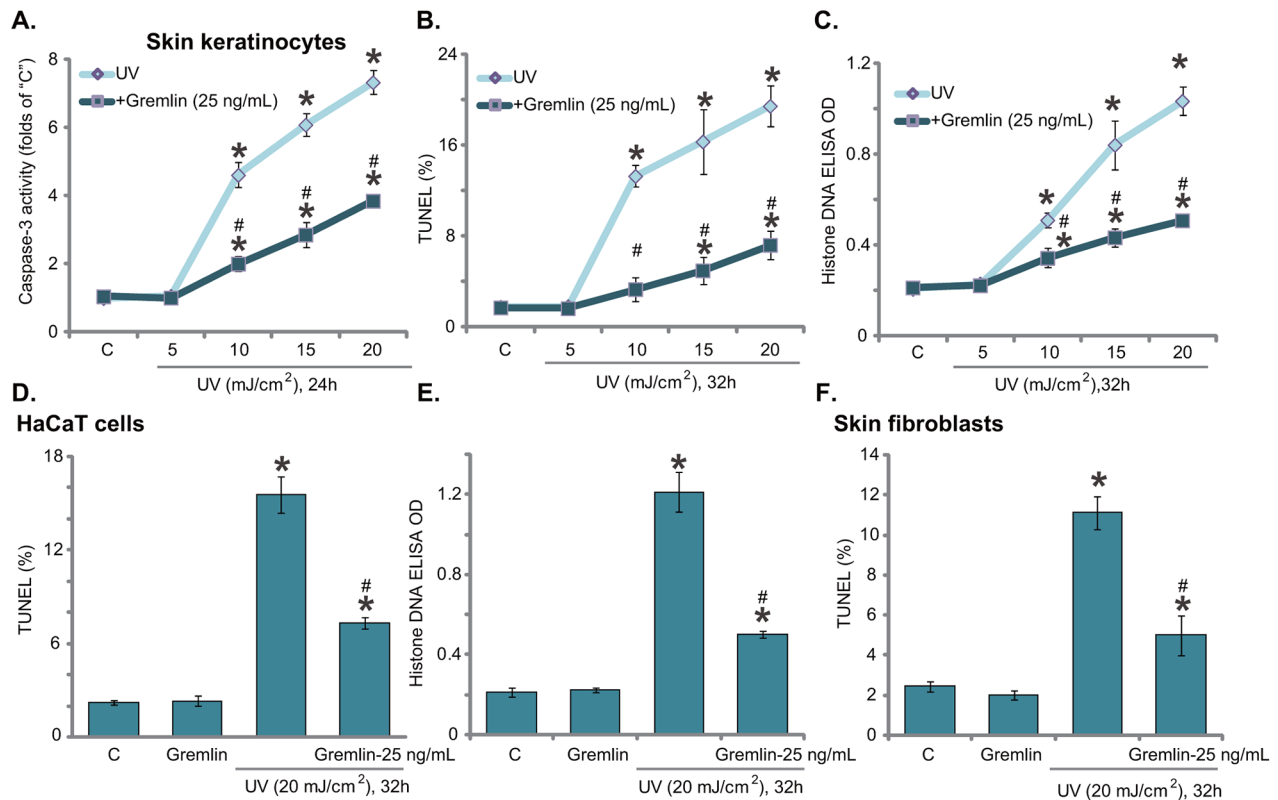 A.
Skin keratinocytes
Caspase-3 activity (folds of “C”)
8
6
4
2
0
UV
+Gremlin (25 ng/mL)
*
*
*
#
*
#
*
#
*
C 5 10 15 20
UV (mJ/cm²), 24h
B.
TUNEL (%)
24
16
8
0
UV
+Gremlin (25 ng/mL)
*
*
*
#
#
*
#
*
C 5 10 15 20
UV (mJ/cm²), 32h
C.
Histone DNA ELISA OD
1.2
0.8
0.4
0
UV
+Gremlin (25 ng/mL)
*
*
*
#
*
#
*
#
*
C 5 10 15 20
UV (mJ/cm²),32h
D.
HaCaT cells
TUNEL (%)
18
12
6
0
*
#
*
C Gremlin Gremlin-25 ng/mL
UV (20 mJ/cm²), 32h
E.
Histone DNA ELISA OD
1.2
0.8
0.4
0
*
#
*
C Gremlin Gremlin-25 ng/mL
UV (20 mJ/cm²), 32h
F.
Skin fibroblasts
TUNEL (%)
14
12
10
8
6
4
2
0
*
#
*
C Gremlin Gremlin-25 ng/mL
UV (20 mJ/cm²), 32h